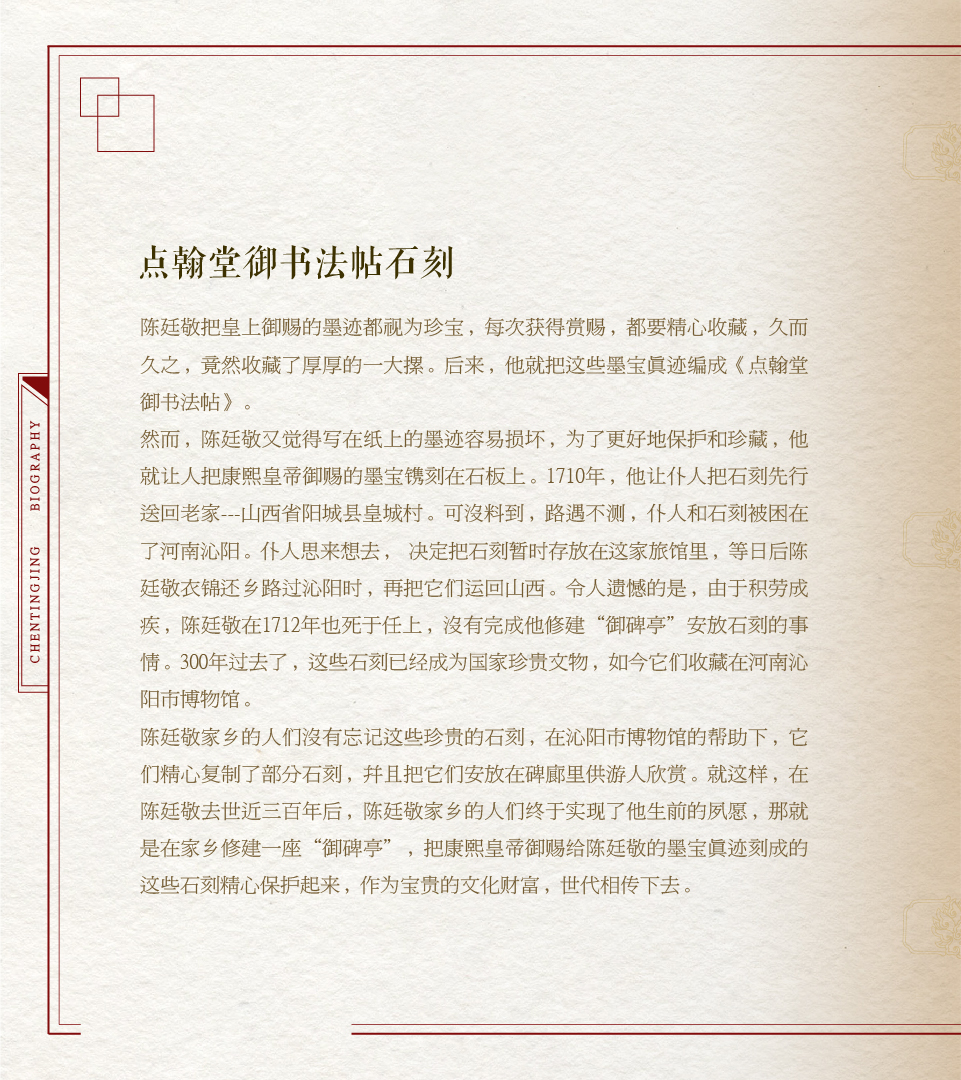 点翰堂御书法帖石刻
陈廷敬把皇上御赐的墨迹都视为珍宝，每次获得赏赐，都要精心收藏，久而
久之，竟然收藏了厚厚的一大摞。后来，他就把这些墨宝真迹编成《点翰堂
御书法帖》。
然而，陈廷敬又觉得写在纸上的墨迹容易损坏，为了更好地保护和珍藏，他
就让人把康熙皇帝御赐的墨宝镌刻在石板上。1710年，他让仆人把石刻先行
送回老家---山西省阳城县皇城村。可没料到，路遇不测，仆人和石刻被困在
了河南沁阳。仆人思来想去， 决定把石刻暂时存放在这家旅馆里，等日后陈
廷敬衣锦还乡路过沁阳时，再把它们运回山西。令人遗憾的是，由于积劳成
疾，陈廷敬在1712年也死于任上，没有完成他修建“御碑亭”安放石刻的事
情。300年过去了，这些石刻已经成为国家珍贵文物，如今它们收藏在河南沁
阳市博物馆。
陈廷敬家乡的人们没有忘记这些珍贵的石刻，在沁阳市博物馆的帮助下，它
们精心复制了部分石刻，并且把它们安放在碑廊里供游人欣赏。就这样，在
陈廷敬去世近三百年后，陈廷敬家乡的人们终于实现了他生前的夙愿，那就
是在家乡修建一座“御碑亭”，把康熙皇帝御赐给陈廷敬的墨宝真迹刻成的
这些石刻精心保护起来，作为宝贵的文化财富，世代相传下去。
CHENTINGJING BIOGRAPHY